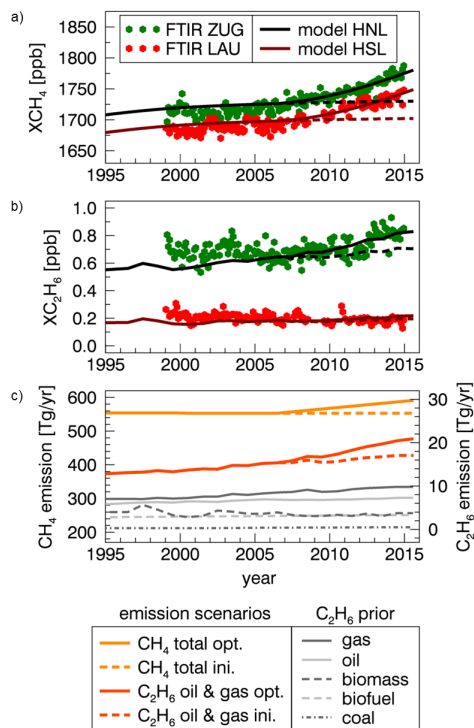 a)
FTIR ZUG
model HNL
FTIR LAU
model HSL
XCH4 [ppb]
1850
1800
1750
1700
1650
1995 2000 2005 2010 2015
b)
XC2H6 [ppb]
1.0
0.8
0.6
0.4
0.2
0.0
1995 2000 2005 2010 2015
c)
CH4 emission [Tg/yr]
600
500
400
300
200
C2H6 emission [Tg/yr]
30
20
10
0
1995 2000 2005 2010 2015
year
emission scenarios
CH4 total opt.
CH4 total ini.
C2H6 oil & gas opt.
C2H6 oil & gas ini.
C2H6 prior
gas
oil
biomass
biofuel
coal